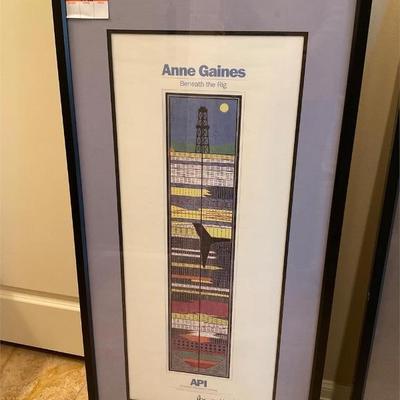 Anne Gaines
Beneath the Rig
API